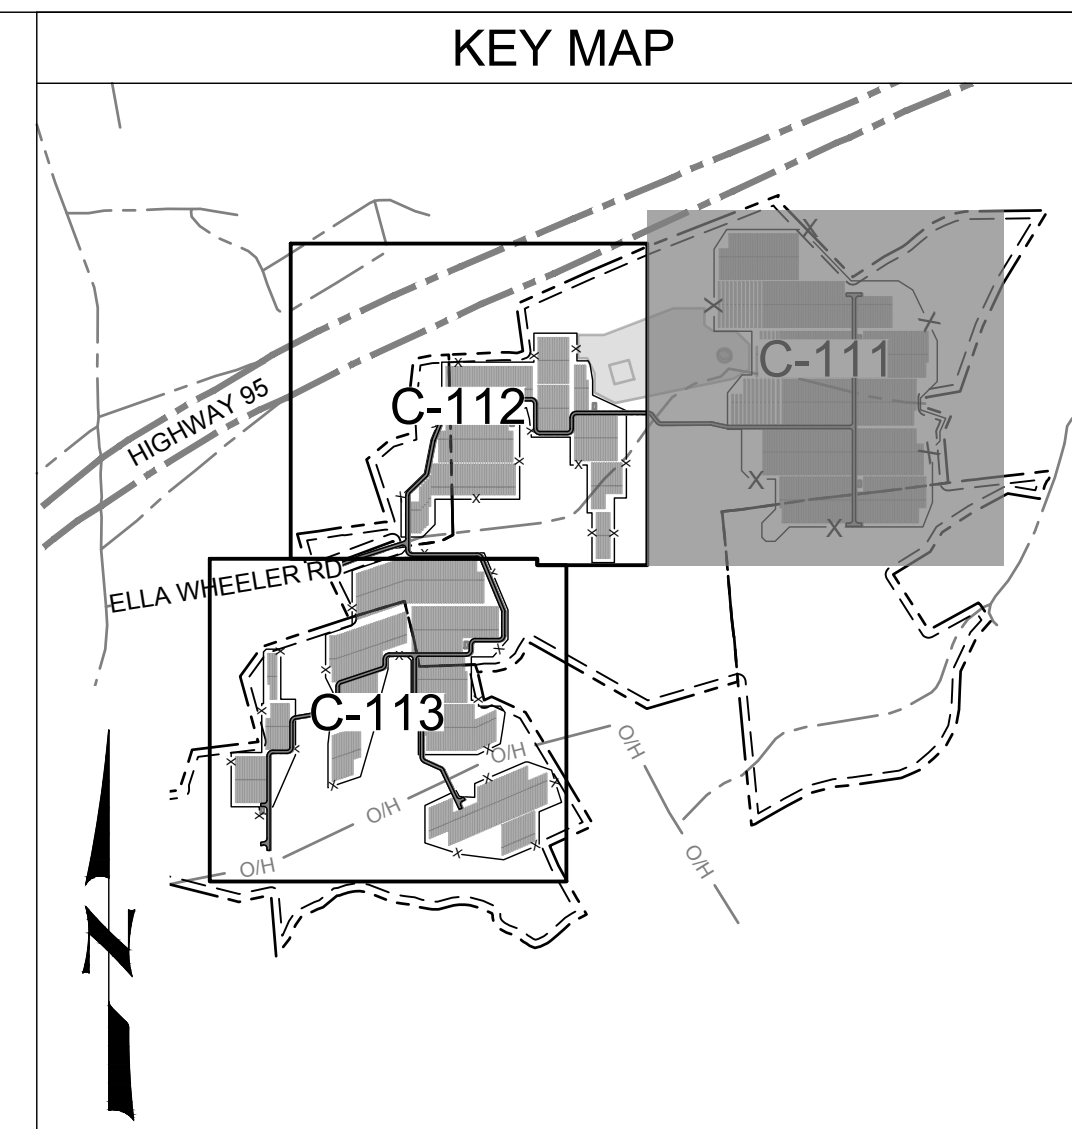 KEY MAP
C-111
C-112
HIGHWAY 95
ELLA WHEELER RD
C-113
O/H
O/H
O/H
O/H
O/H
N